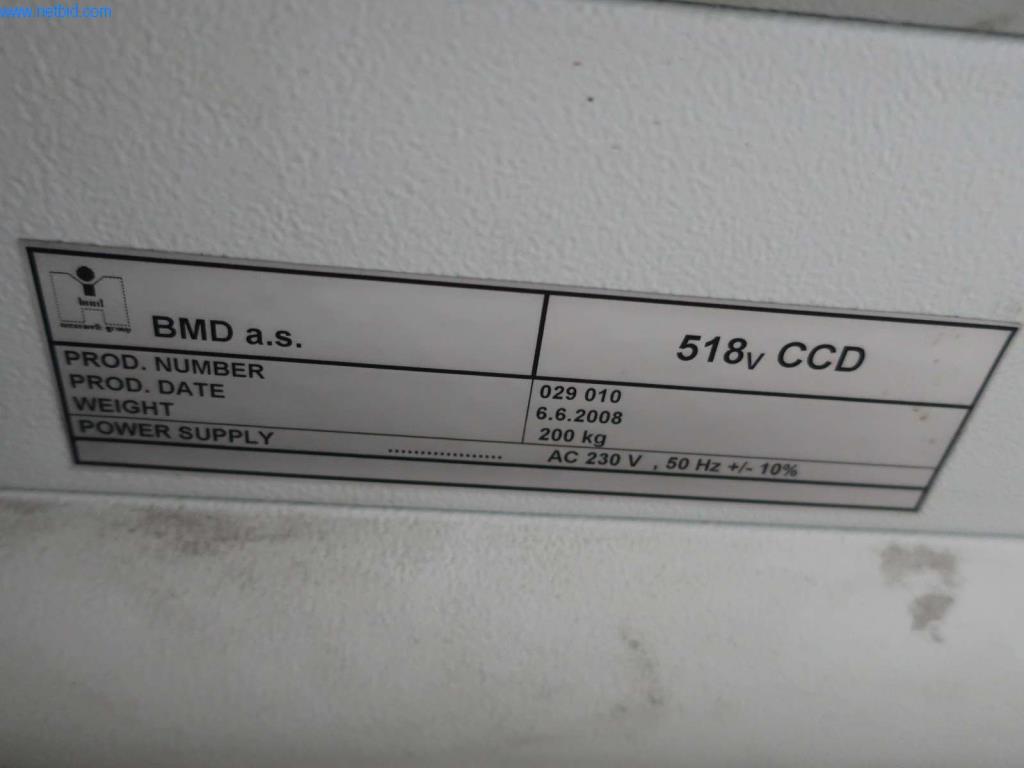 www.netbid.com
bmd
BMD a.s.
518v CCD
PROD. NUMBER 029 010
PROD. DATE 6.6.2008
WEIGHT 200 kg
POWER SUPPLY .................. AC 230 V , 50 Hz +/- 10%